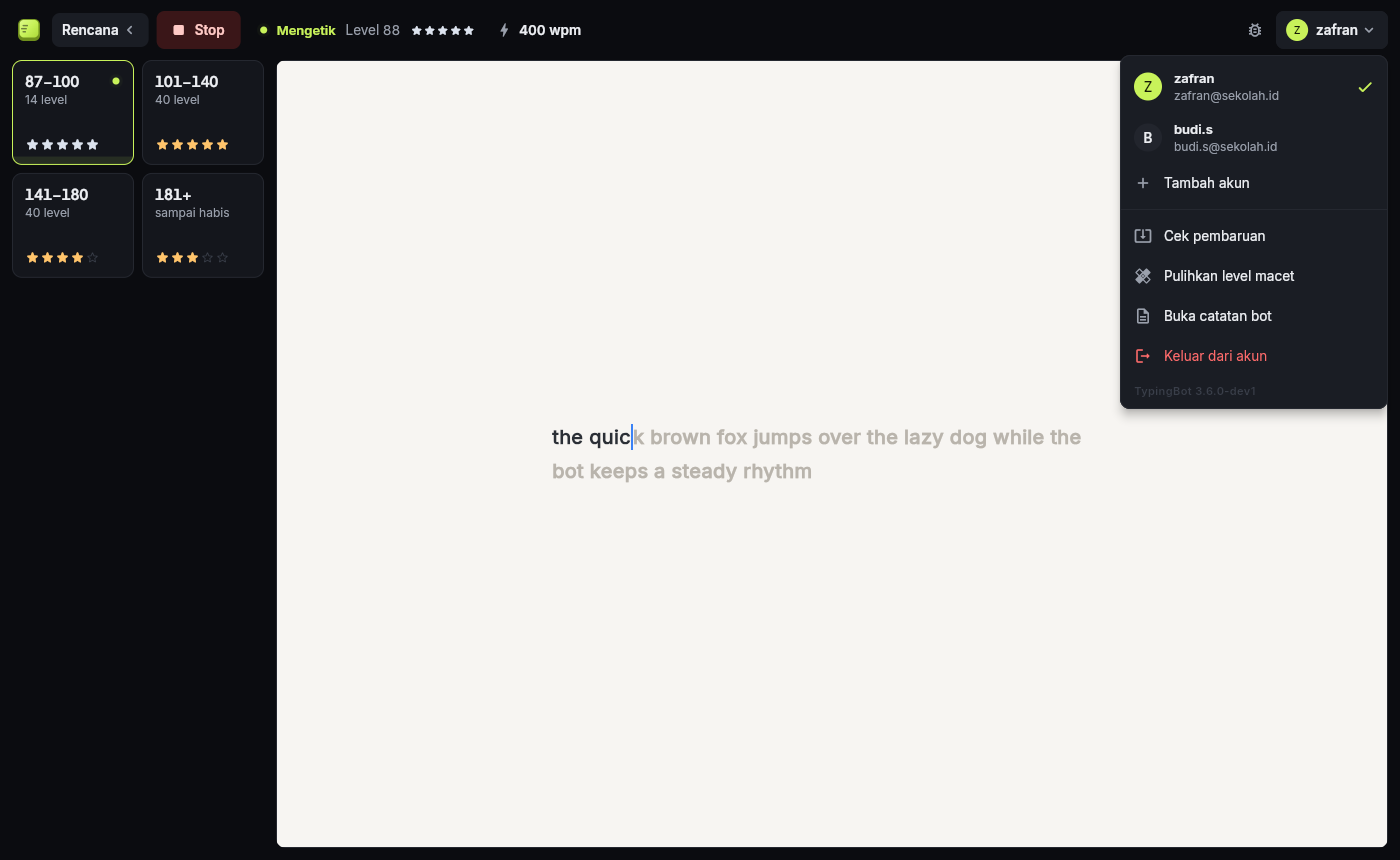 Rencana
Stop
Mengetik Level 88
400 wpm
Z zafran
87–100
14 level
101–140
40 level
141–180
40 level
181+
sampai habis
the quick brown fox jumps over the lazy dog while the
bot keeps a steady rhythm
Z zafran
zafran@sekolah.id
B budi.s
budi.s@sekolah.id
Tambah akun
Cek pembaruan
Pulihkan level macet
Buka catatan bot
Keluar dari akun
TypingBot 3.6.0-dev1